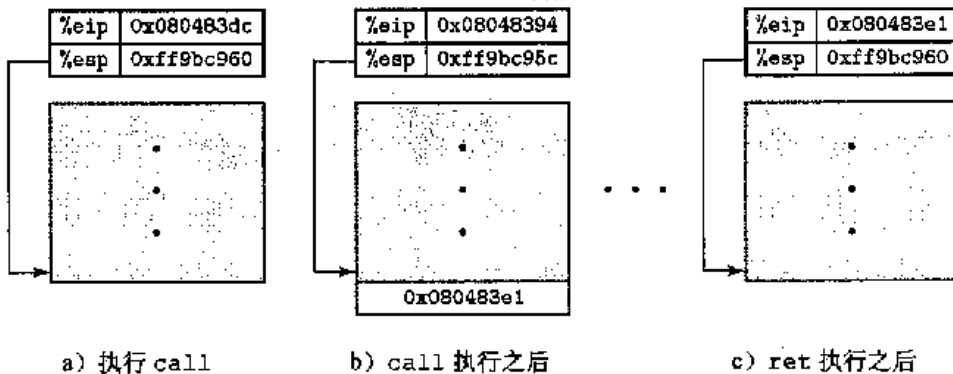 %eip 0x080483dc
%esp 0xff9bc960
%eip 0x08048394
%esp 0xff9bc95c
%eip 0x080483e1
%esp 0xff9bc960
0x080483e1
a）执行 call
b）call 执行之后
c）ret 执行之后